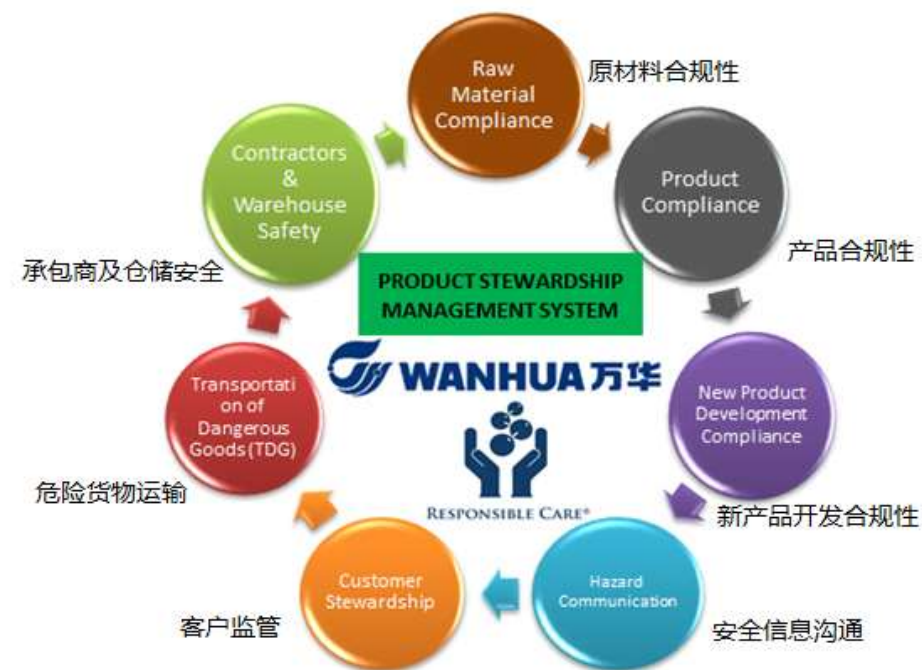 Raw
Material
Compliance
原材料合规性
Product
Compliance
产品合规性
New Product
Development
Compliance
新产品开发合规性
Hazard
Communication
安全信息沟通
Customer
Stewardship
客户监管
Transportati
on of
Dangerous
Goods (TDG)
危险货物运输
Contractors
&
Warehouse
Safety
承包商及仓储安全
PRODUCT STEWARDSHIP
MANAGEMENT SYSTEM
WANHUA万华
RESPONSIBLE CARE®